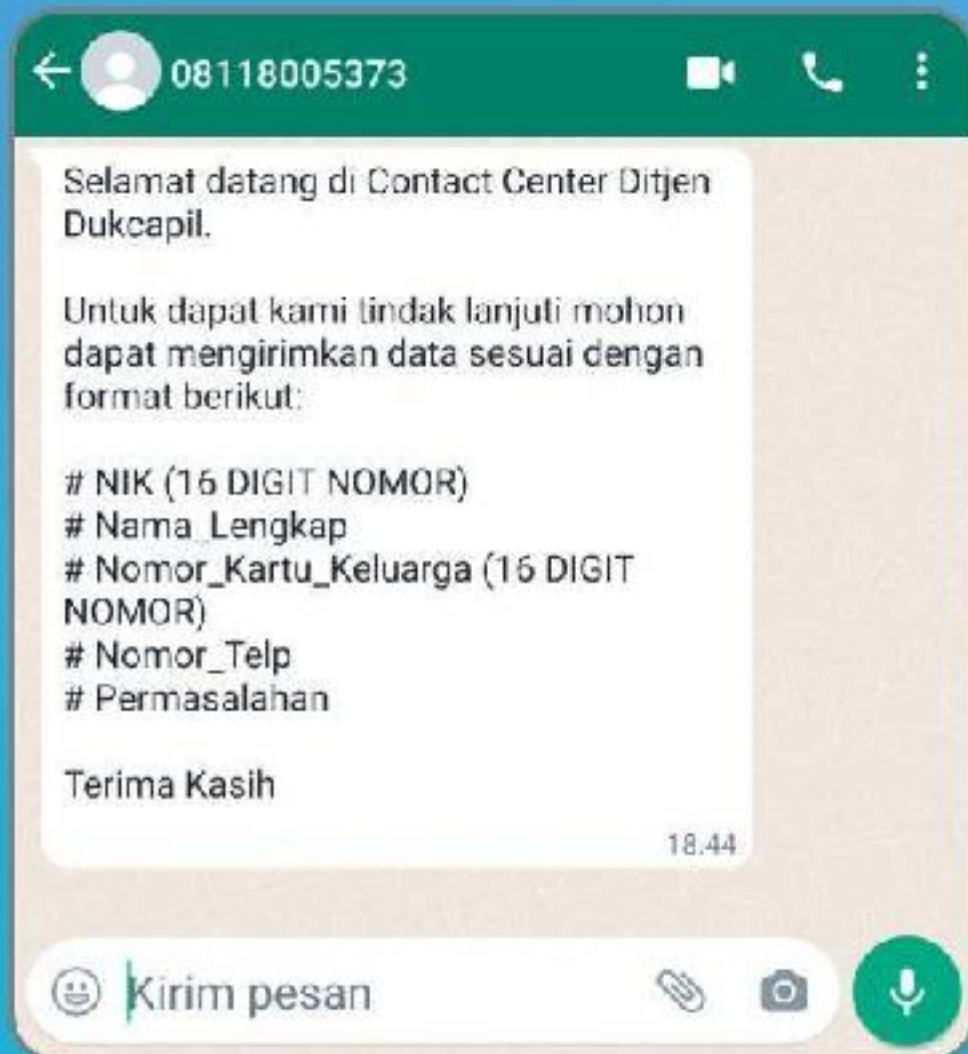 08118005373
Selamat datang di Contact Center Ditjen
Dukcapil.
Untuk dapat kami tindak lanjuti mohon
dapat mengirimkan data sesuai dengan
format berikut:
# NIK (16 DIGIT NOMOR)
# Nama_Lengkap
# Nomor_Kartu_Keluarga (16 DIGIT
NOMOR)
# Nomor_Telp
# Permasalahan
Terima Kasih
18.44
Kirim pesan